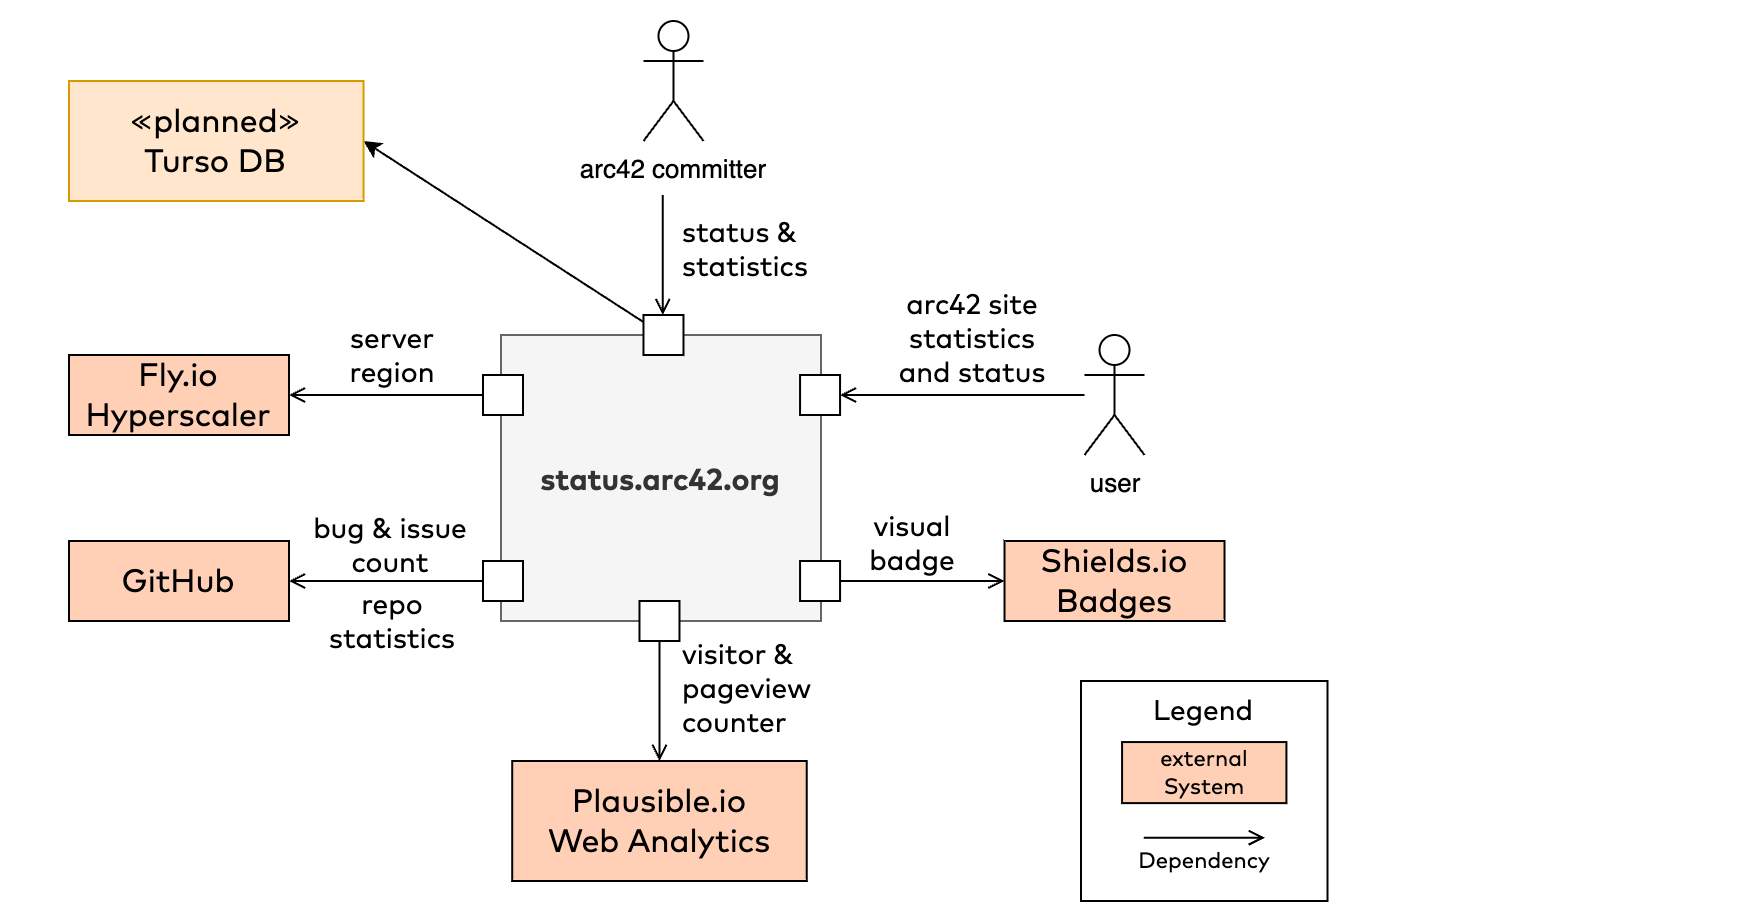 «planned»
Turso DB
arc42 committer
status &
statistics
arc42 site
statistics
and status
server
region
Fly.io
Hyperscaler
user
status.arc42.org
bug & issue
count
GitHub
repo
statistics
visual
badge
Shields.io
Badges
visitor &
pageview
counter
Plausible.io
Web Analytics
Legend
external
System
Dependency